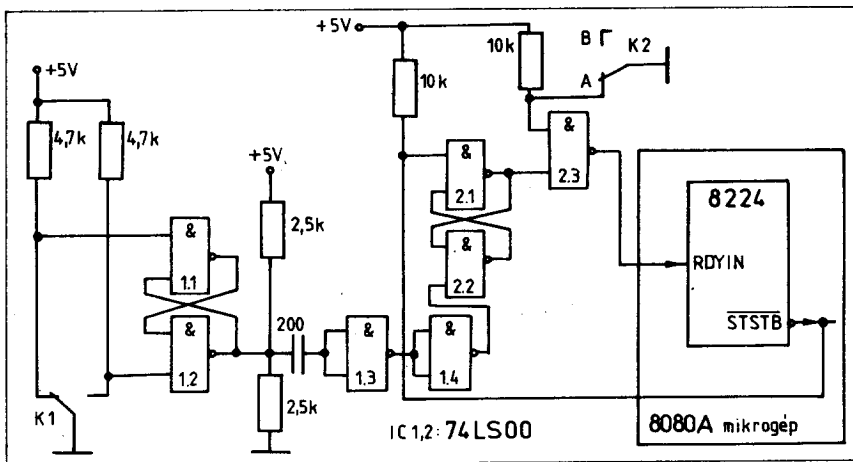 +5V
4,7k
4,7k
K1
&
1.1
&
1.2
+5V
2,5k
200
2,5k
&
1.3
&
1.4
+5V
10k
10k
B
A
K2
&
2.1
&
2.2
&
2.3
8224
RDYIN
STSTB
8080A mikrogép
IC1,2: 74LS00